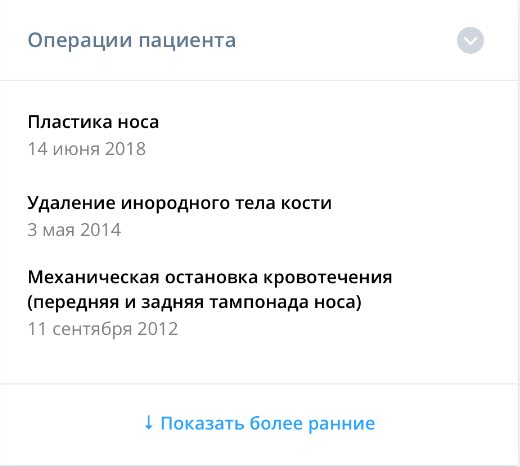 Операции пациента
Пластика носа
14 июня 2018
Удаление инородного тела кости
3 мая 2014
Механическая остановка кровотечения
(передняя и задняя тампонада носа)
11 сентября 2012
↓ Показать более ранние